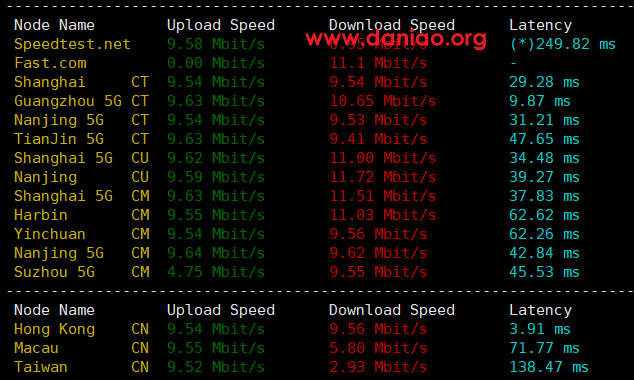 Node Name Upload Speed Download Speed Latency
www.daniao.org
Speedtest.net 9.58 Mbit/s (*)249.82 ms
Fast.com 0.00 Mbit/s 11.1 Mbit/s -
Shanghai CT 9.54 Mbit/s 9.54 Mbit/s 29.28 ms
Guangzhou 5G CT 9.63 Mbit/s 10.65 Mbit/s 9.87 ms
Nanjing 5G CT 9.54 Mbit/s 9.53 Mbit/s 31.21 ms
TianJin 5G CT 9.63 Mbit/s 9.41 Mbit/s 47.65 ms
Shanghai 5G CU 9.62 Mbit/s 11.00 Mbit/s 34.48 ms
Nanjing CU 9.59 Mbit/s 11.72 Mbit/s 39.27 ms
Shanghai 5G CM 9.63 Mbit/s 11.51 Mbit/s 37.83 ms
Harbin CM 9.55 Mbit/s 11.03 Mbit/s 62.62 ms
Yinchuan CM 9.54 Mbit/s 9.56 Mbit/s 62.26 ms
Nanjing 5G CM 9.64 Mbit/s 9.62 Mbit/s 42.84 ms
Suzhou 5G CM 4.75 Mbit/s 9.55 Mbit/s 45.53 ms
Node Name Upload Speed Download Speed Latency
Hong Kong CN 9.54 Mbit/s 9.56 Mbit/s 3.91 ms
Macau CN 9.55 Mbit/s 5.80 Mbit/s 71.77 ms
Taiwan CN 9.52 Mbit/s 2.93 Mbit/s 138.47 ms